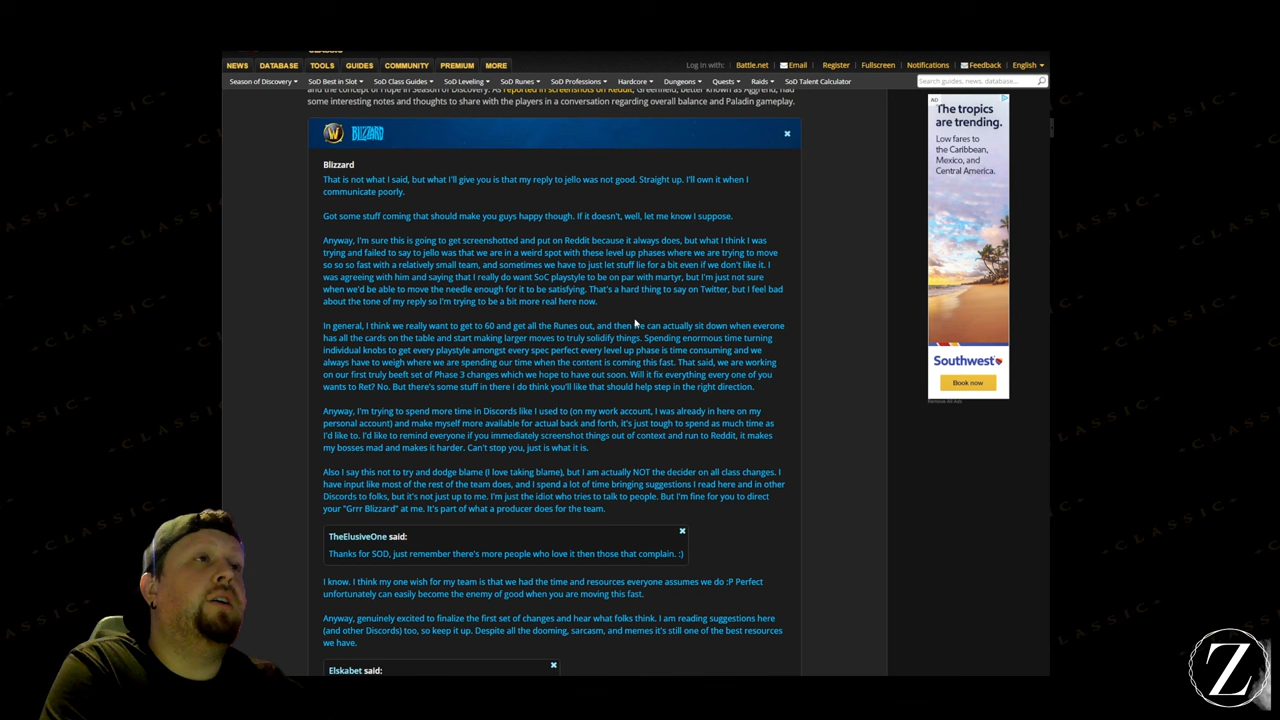 NEWS DATABASE TOOLS GUIDES COMMUNITY PREMIUM MORE
Log in with: Battle.net Email Register Fullscreen Notifications Feedback English
Season of Discovery SoD Best in Slot SoD Class Guides SoD Leveling SoD Runes SoD Professions Hardcore Dungeons Quests Raids SoD Talent Calculator
Search guides, news, database...
and the concept of Hope in Season of Discovery. As reported in screenshots on Reddit, Greenfield, better known as Aggrend, had
some interesting notes and thoughts to share with the players in a conversation regarding overall balance and Paladin gameplay.
BLIZZARD
Blizzard
That is not what I said, but what I'll give you is that my reply to jello was not good. Straight up. I'll own it when I
communicate poorly.
Got some stuff coming that should make you guys happy though. If it doesn't, well, let me know I suppose.
Anyway, I'm sure this is going to get screenshotted and put on Reddit because it always does, but what I think I was
trying and failed to say to jello was that we are in a weird spot with these level up phases where we are trying to move
so so so fast with a relatively small team, and sometimes we have to just let stuff lie for a bit even if we don't like it. I
was agreeing with him and saying that I really do want SoC playstyle to be on par with martyr, but I'm just not sure
when we'd be able to move the needle enough for it to be satisfying. That's a hard thing to say on Twitter, but I feel bad
about the tone of my reply so I'm trying to be a bit more real here now.
In general, I think we really want to get to 60 and get all the Runes out, and then we can actually sit down when everone
has all the cards on the table and start making larger moves to truly solidify things. Spending enormous time turning
individual knobs to get every playstyle amongst every spec perfect every level up phase is time consuming and we
always have to weigh where we are spending our time when the content is coming this fast. That said, we are working
on our first truly beeft set of Phase 3 changes which we hope to have out soon. Will it fix everything every one of you
wants to Ret? No. But there's some stuff in there I do think you'll like that should help step in the right direction.
Anyway, I'm trying to spend more time in Discords like I used to (on my work account, I was already in here on my
personal account) and make myself more available for actual back and forth, it's just tough to spend as much time as
I'd like to. I'd like to remind everyone if you immediately screenshot things out of context and run to Reddit, it makes
my bosses mad and makes it harder. Can't stop you, just is what it is.
Also I say this not to try and dodge blame (I love taking blame), but I am actually NOT the decider on all class changes. I
have input like most of the rest of the team does, and I spend a lot of time bringing suggestions I read here and in other
Discords to folks, but it's not just up to me. I'm just the idiot who tries to talk to people. But I'm fine for you to direct
your "Grrr Blizzard" at me. It's part of what a producer does for the team.
TheElusiveOne said:
Thanks for SOD, just remember there's more people who love it then those that complain. :)
I know. I think my one wish for my team is that we had the time and resources everyone assumes we do :P Perfect
unfortunately can easily become the enemy of good when you are moving this fast.
Anyway, genuinely excited to finalize the first set of changes and hear what folks think. I am reading suggestions here
(and other Discords) too, so keep it up. Despite all the dooming, sarcasm, and memes it's still one of the best resources
we have.
Elskabet said:
AD
The tropics
are trending.
Low fares to
the Caribbean,
Mexico, and
Central America.
Southwest
Book now
Remove All Ads
Z